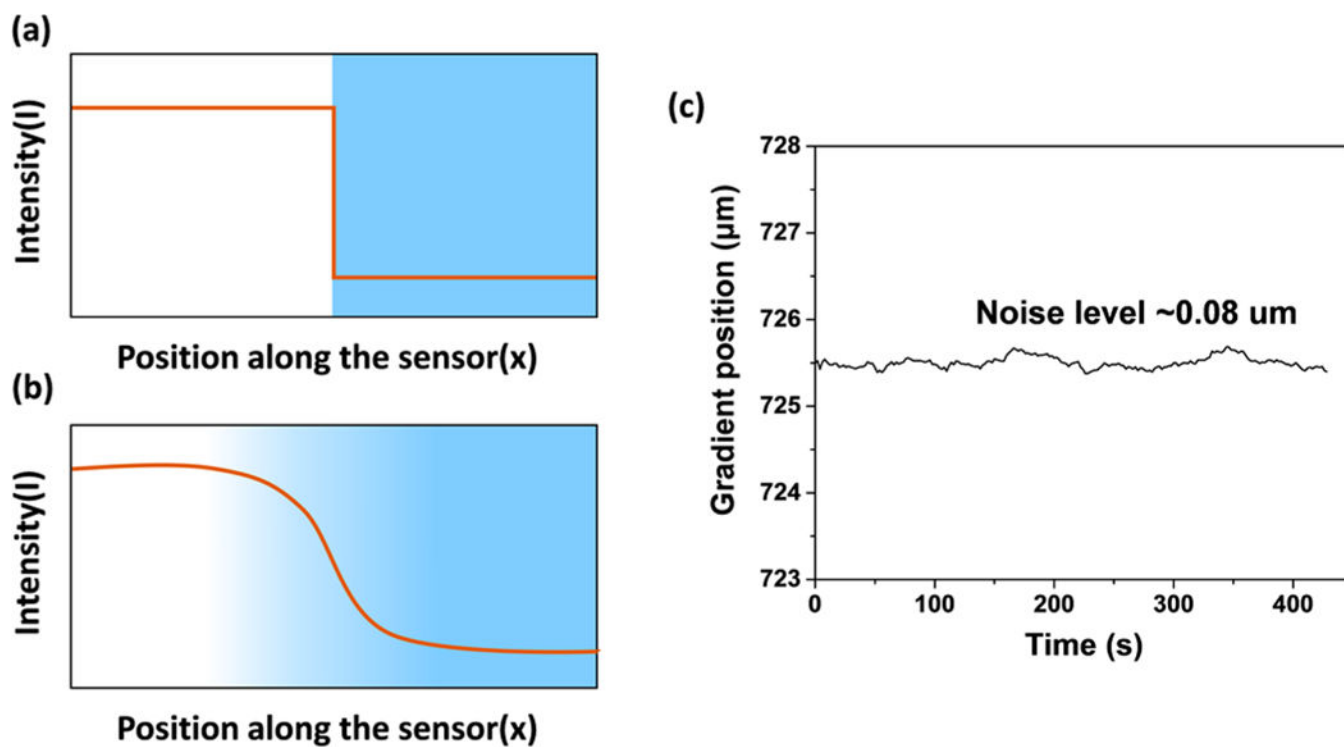 (a)
Intensity(I)
Position along the sensor(x)
(b)
Intensity(I)
Position along the sensor(x)
(c)
Gradient position (μm)
728
727
726
725
724
723
Noise level ~0.08 um
0 100 200 300 400
Time (s)